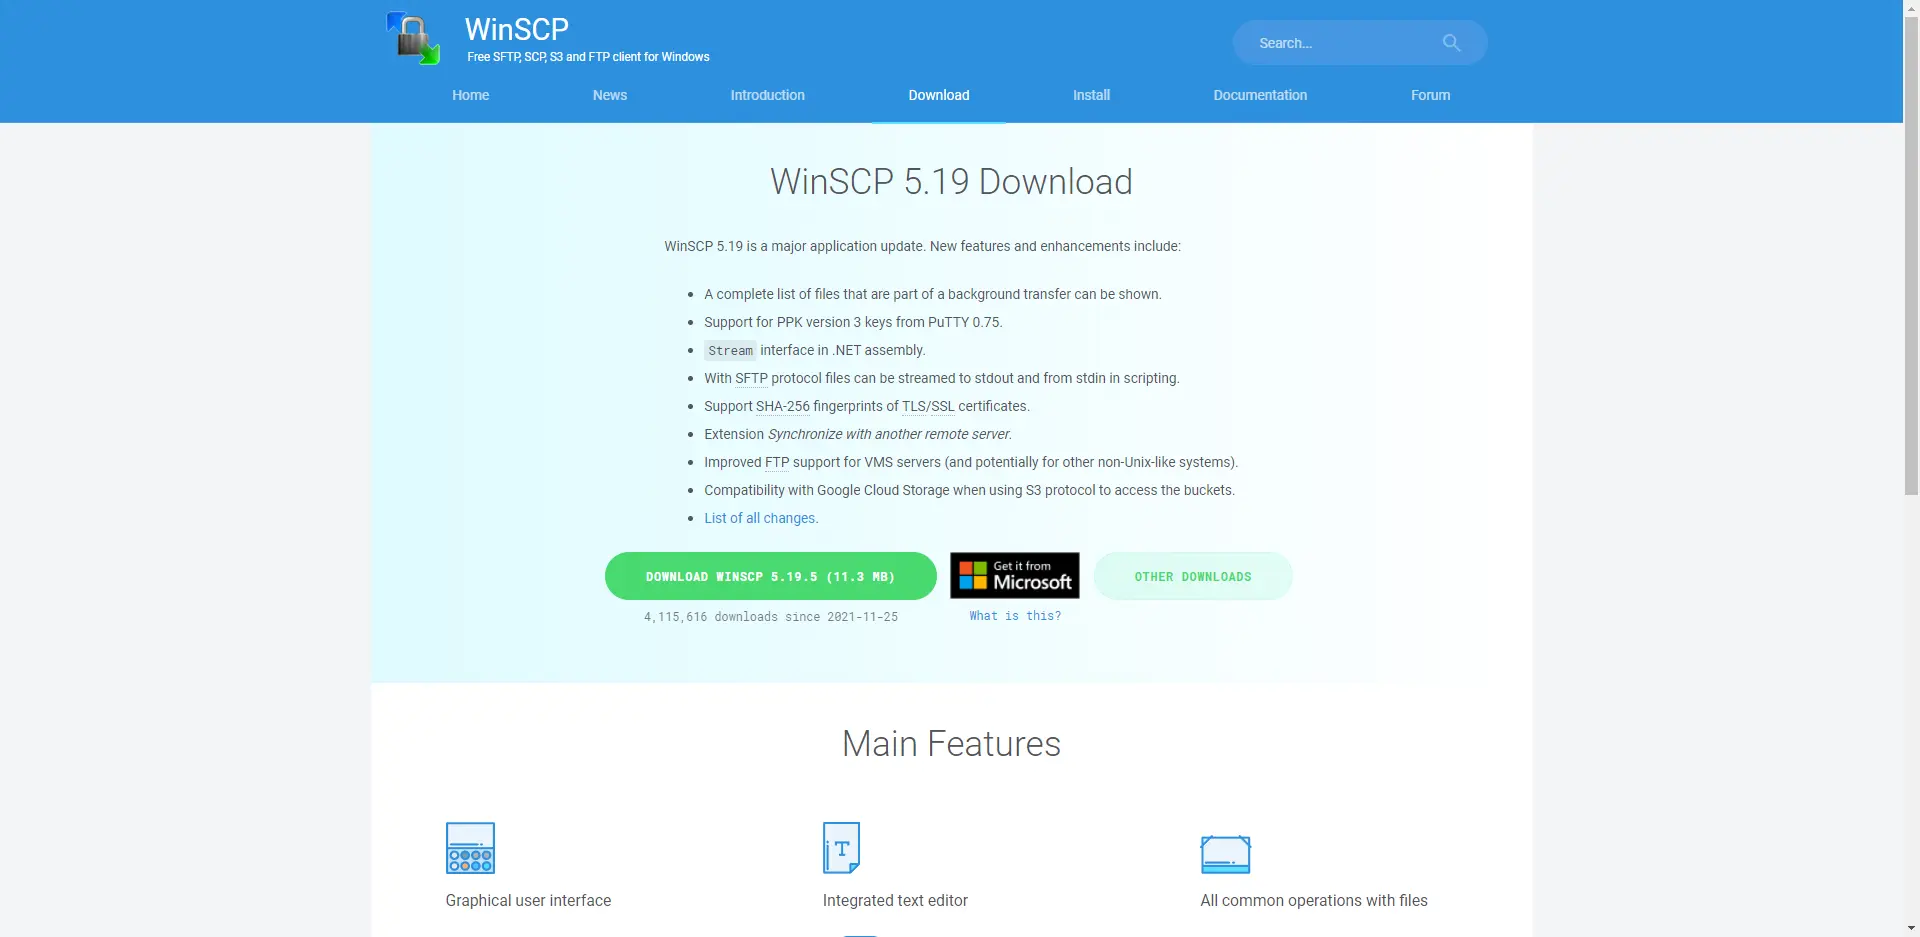 WinSCP
Free SFTP, SCP, S3 and FTP client for Windows
Search...
Home
News
Introduction
Download
Install
Documentation
Forum
WinSCP 5.19 Download
WinSCP 5.19 is a major application update. New features and enhancements include:
A complete list of files that are part of a background transfer can be shown.
Support for PPK version 3 keys from PuTTY 0.75.
Stream interface in .NET assembly.
With SFTP protocol files can be streamed to stdout and from stdin in scripting.
Support SHA-256 fingerprints of TLS/SSL certificates.
Extension Synchronize with another remote server.
Improved FTP support for VMS servers (and potentially for other non-Unix-like systems).
Compatibility with Google Cloud Storage when using S3 protocol to access the buckets.
List of all changes.
DOWNLOAD WINSCP 5.19.5 (11.3 MB)
4,115,616 downloads since 2021-11-25
Get it from
Microsoft
What is this?
OTHER DOWNLOADS
Main Features
T
Graphical user interface
Integrated text editor
All common operations with files